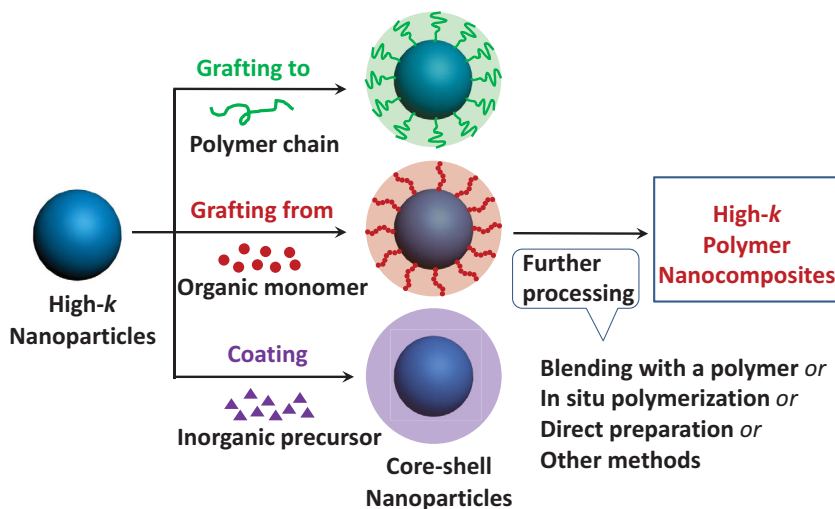 Grafting to
Polymer chain
Grafting from
Organic monomer
High-k
Nanoparticles
Coating
Inorganic precursor
Core-shell
Nanoparticles
Further
processing
High-k
Polymer
Nanocomposites
Blending with a polymer or
In situ polymerization or
Direct preparation or
Other methods